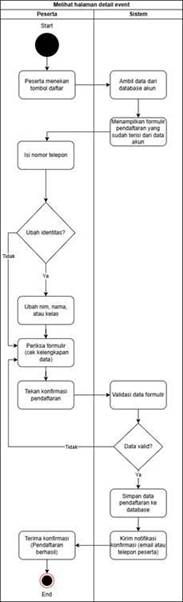 Melihat halaman detail event
Peserta
Sistem
Start
Peserta menekan
tombol daftar
Ambil data dari
database akun
Menampilkan formulir
pendaftaran yang
sudah terisi dari data
akun
Isi nomor telepon
Ubah identitas?
Tidak
Ya
Ubah nim, nama,
atau kelas
Periksa formulir
(cek kelengkapan
data)
Tekan konfirmasi
pendaftaran
Validasi data formulir
Data valid?
Tidak
Ya
Simpan data
pendaftaran ke
database
Kirim notifikasi
konfirmasi (email atau
telepon peserta)
Terima konfirmasi
(Pendaftaran
berhasil)
End